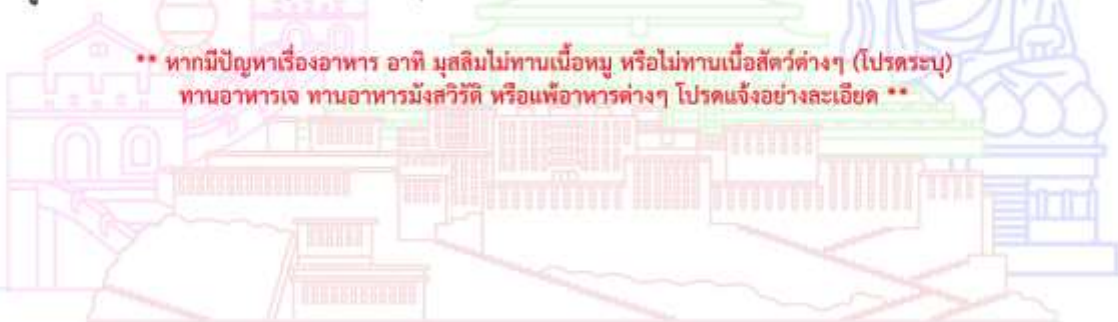 ** หากมีปัญหาเรื่องอาหาร อาทิ มุสลิมไม่ทานเนื้อหมู หรือไม่ทานเนื้อสัตว์ต่างๆ (โปรดระบุ)
ทานอาหารเจ ทานอาหารมังสวิรัติ หรือแพ้อาหารต่างๆ โปรดแจ้งอย่างละเอียด **